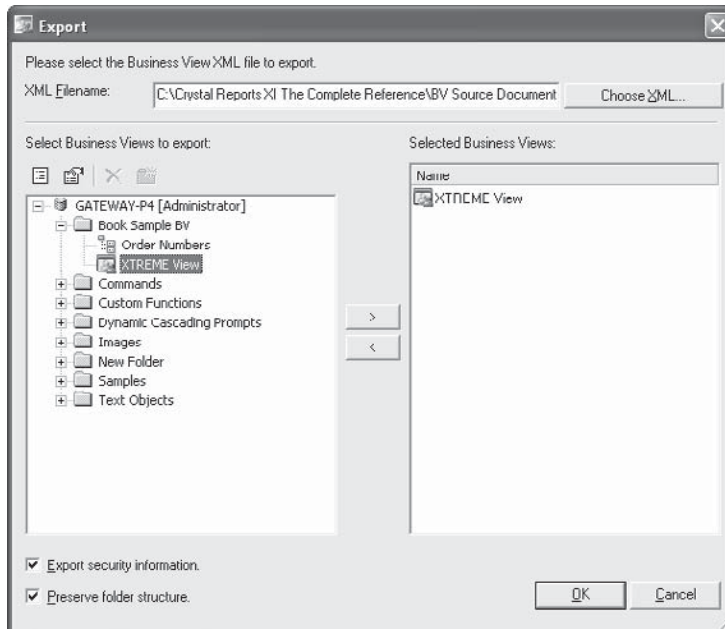 Export
Please select the Business View XML file to export.
XML Filename:
C:\Crystal Reports XI The Complete Reference\BV Source Document
Choose XML...
Select Business Views to export:
GATEWAY-P4 [Administrator]
Book Sample BV
Order Numbers
XTREME View
Commands
Custom Functions
Dynamic Cascading Prompts
Images
New Folder
Samples
Text Objects
>
<
Selected Business Views:
Name
XTREME View
Export security information.
Preserve folder structure.
OK
Cancel